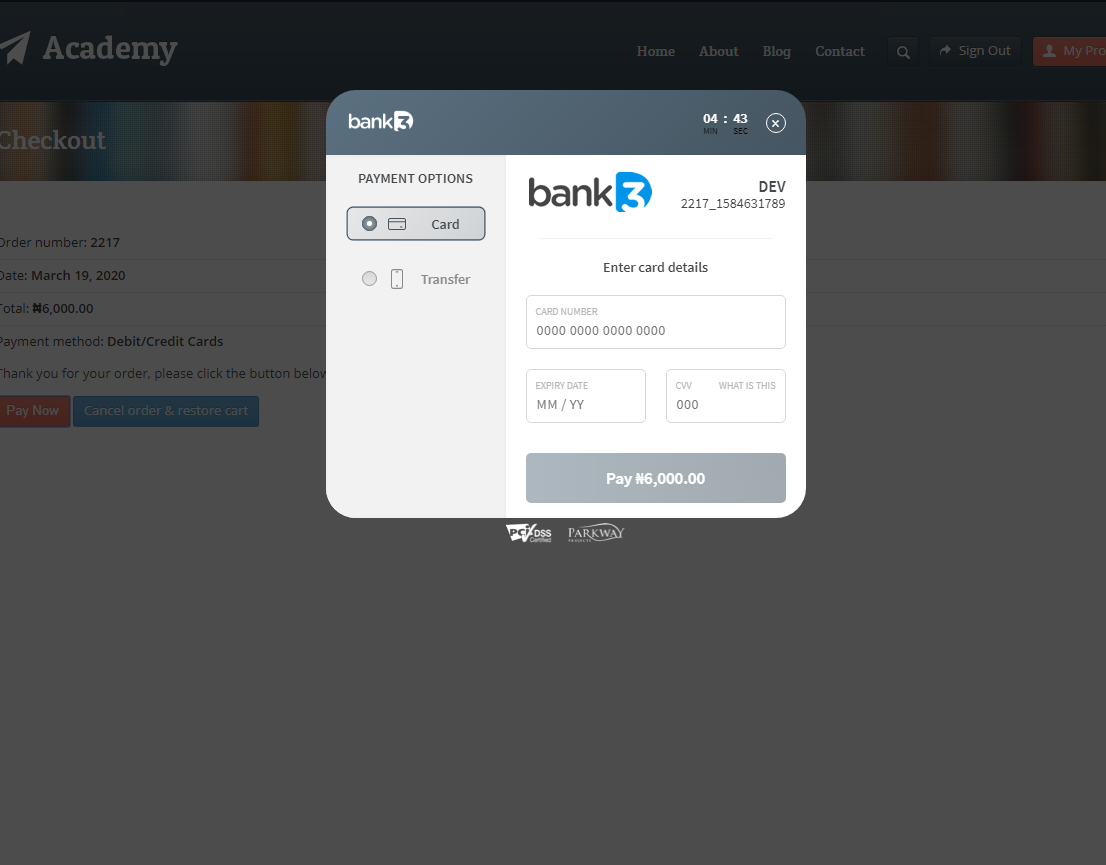 Academy
Home About Blog Contact Sign Out My Pro
Checkout
Order number: 2217
Date: March 19, 2020
Total: ₦6,000.00
Payment method: Debit/Credit Cards
Thank you for your order, please click the button below
Pay Now Cancel order & restore cart
bank3
04 : 43
MIN SEC
PAYMENT OPTIONS
Card
Transfer
bank3
DEV
2217_1584631789
Enter card details
CARD NUMBER
0000 0000 0000 0000
EXPIRY DATE
MM / YY
CVV WHAT IS THIS
000
Pay ₦6,000.00
PCI DSS
Certified
PARKWAY
PROJECTS